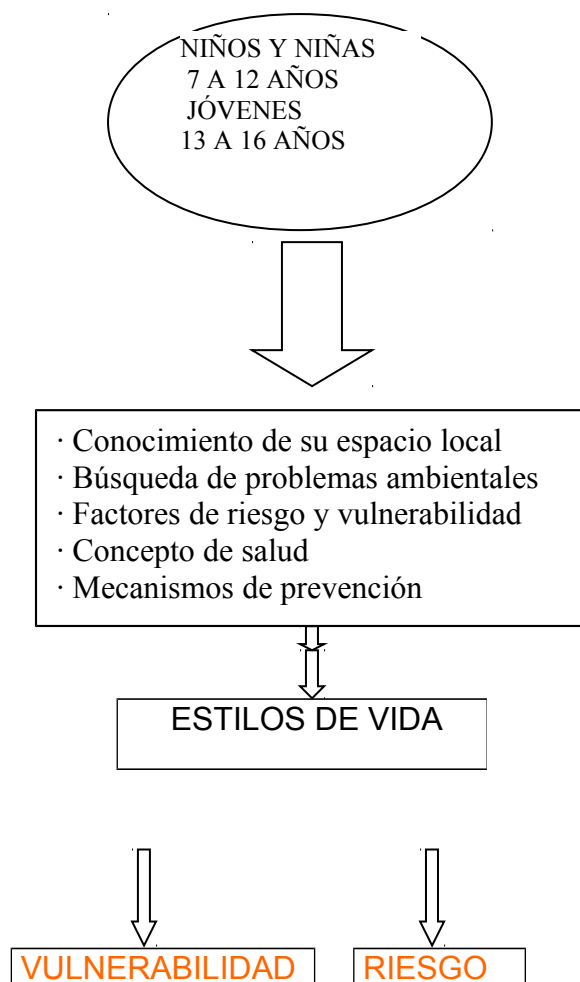 NIÑOS Y NIÑAS
7 A 12 AÑOS
JÓVENES
13 A 16 AÑOS
· Conocimiento de su espacio local
· Búsqueda de problemas ambientales
· Factores de riesgo y vulnerabilidad
· Concepto de salud
· Mecanismos de prevención
ESTILOS DE VIDA
VULNERABILIDAD
RIESGO